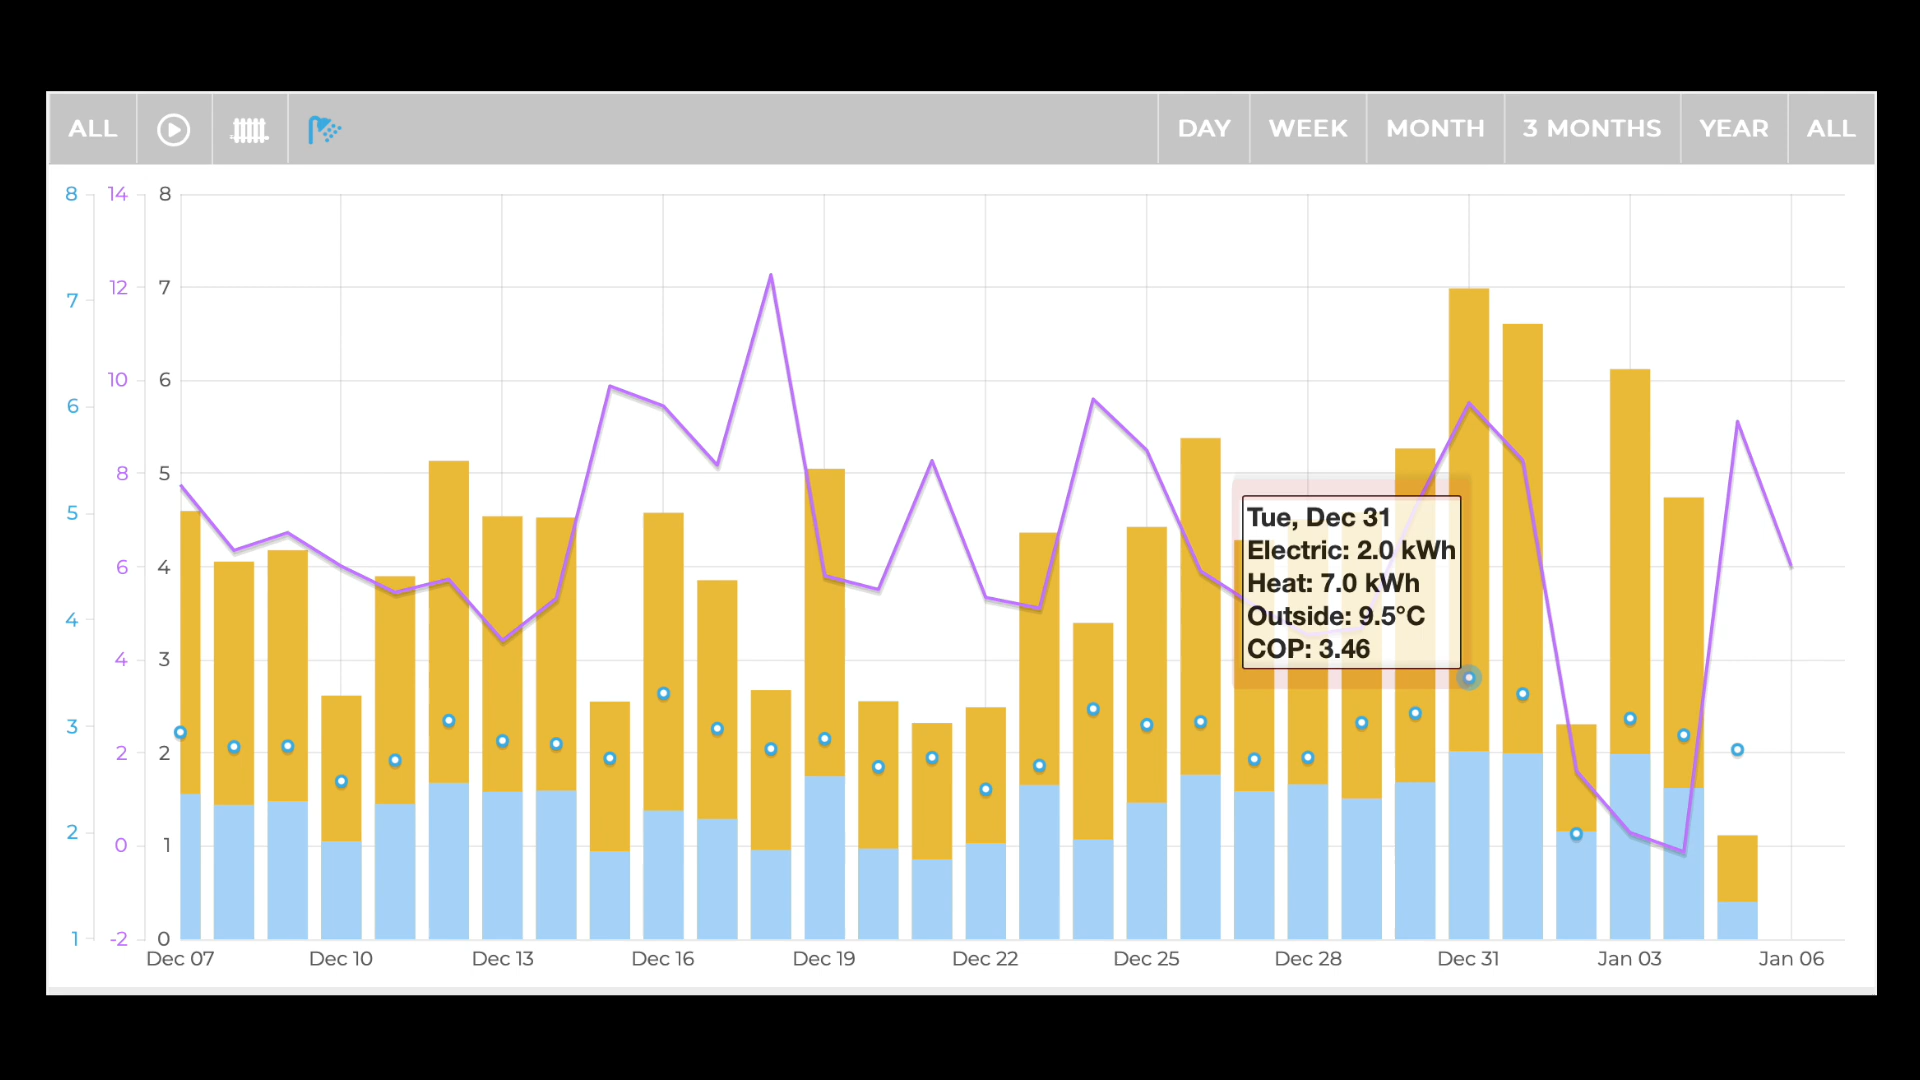 ALL DAY WEEK MONTH 3 MONTHS YEAR ALL
8 14 8
7 12 7
10 6
6
8 5
5
6 4
4
4 3
3
2 2
2
0 1
1 -2 0
Tue, Dec 31
Electric: 2.0 kWh
Heat: 7.0 kWh
Outside: 9.5°C
COP: 3.46
Dec 07 Dec 10 Dec 13 Dec 16 Dec 19 Dec 22 Dec 25 Dec 28 Dec 31 Jan 03 Jan 06